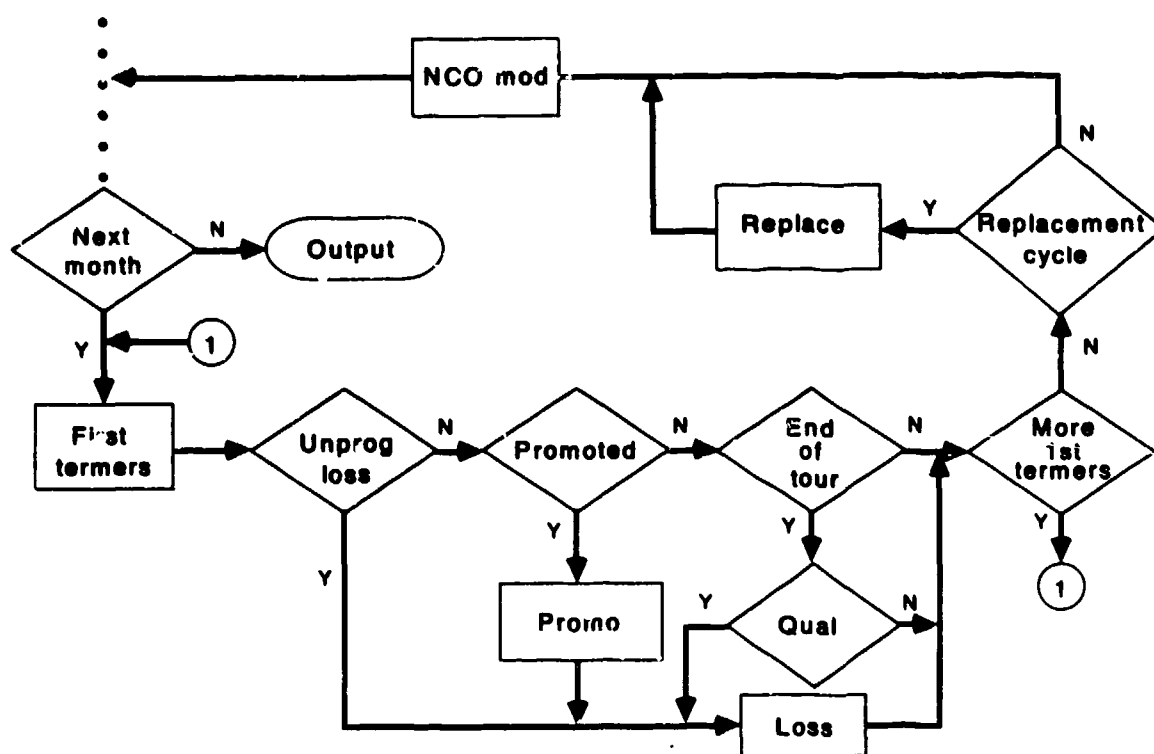 NCO mod
N
Next
month
N
Output
Replace
Y
Replacement
cycle
Y
1
N
First
termers
Unprog
loss
N
Promoted
N
End
of
tour
N
More
1st
termers
Y
Y
Y
Y
1
Promo
Y
Qual
N
Loss